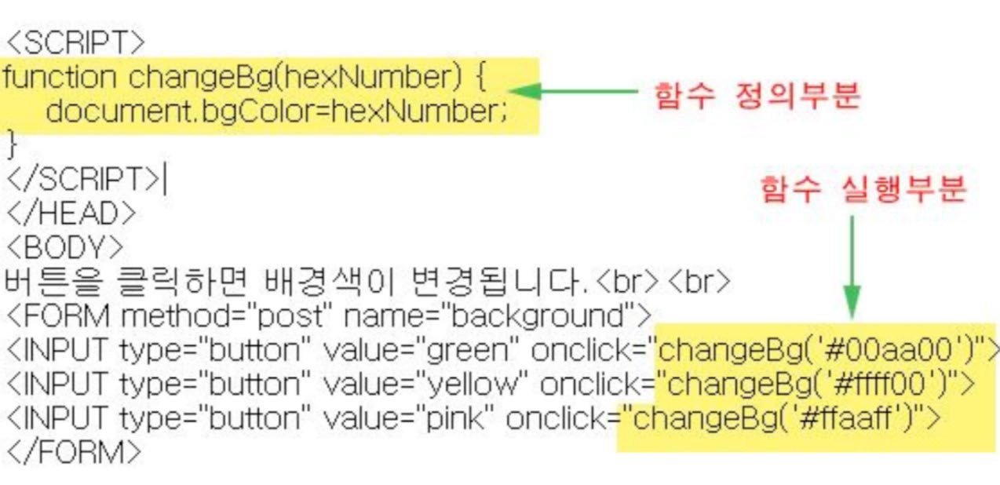 <SCRIPT>
function changeBg(hexNumber) {
함수 정의부분
document.bgColor=hexNumber;
}
</SCRIPT>
함수 실행부분
</HEAD>
<BODY>
버튼을 클릭하면 배경색이 변경됩니다.<br><br>
<FORM method="post" name="background">
<INPUT type="button" value="green" onclick="changeBg('#00aa00')">
<INPUT type="button" value="yellow" onclick="changeBg('#ffff00')">
<INPUT type="button" value="pink" onclick="changeBg('#ffaaff')">
</FORM>